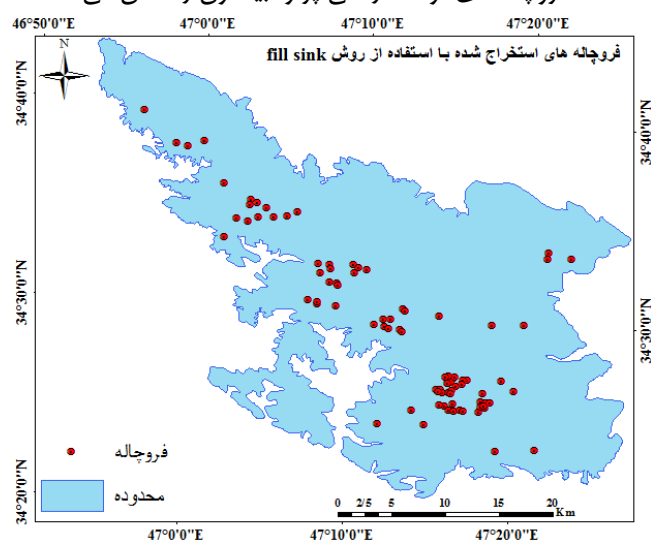 46°50'0"E
47°0'0"E
47°10'0"E
47°20'0"E
فروچاله های استخراج شده با استفاده از روش fill sink
N
34°40'0"N
34°40'0"N
34°30'0"N
34°30'0"N
34°20'0"N
فروچاله
محدوده
0 2/5 5 10 15 20
Km
47°0'0"E
47°10'0"E
47°20'0"E